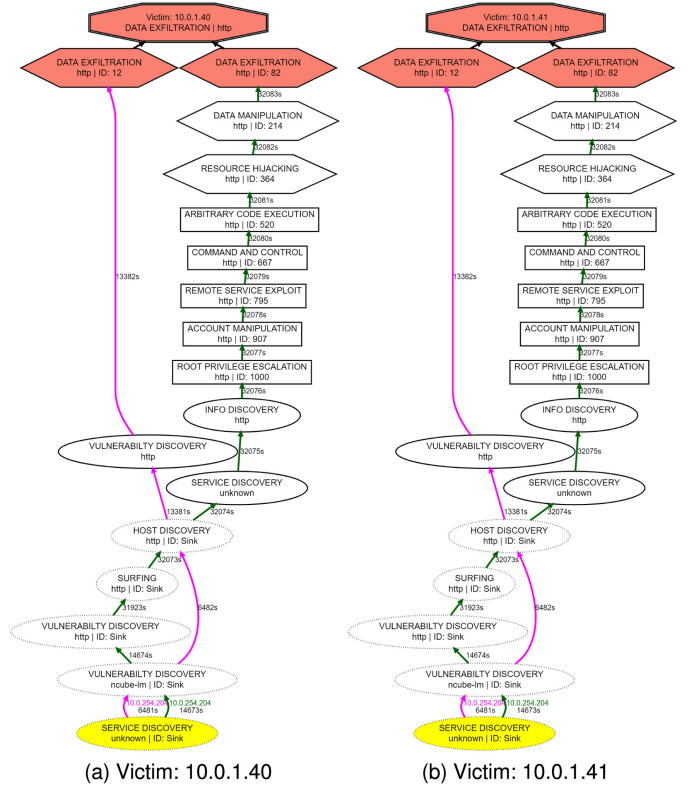 Victim: 10.0.1.40
DATA EXFILTRATION | http
DATA EXFILTRATION
http | ID: 12
DATA EXFILTRATION
http | ID: 82
32083s
DATA MANIPULATION
http | ID: 214
32082s
RESOURCE HIJACKING
http | ID: 364
32081s
ARBITRARY CODE EXECUTION
http | ID: 520
32080s
COMMAND AND CONTROL
http | ID: 667
13382s
32079s
REMOTE SERVICE EXPLOIT
http | ID: 795
32078s
ACCOUNT MANIPULATION
http | ID: 907
32077s
ROOT PRIVILEGE ESCALATION
http | ID: 1000
32076s
INFO DISCOVERY
http
VULNERABILTY DISCOVERY
http
32075s
SERVICE DISCOVERY
unknown
13381s
32074s
HOST DISCOVERY
http | ID: Sink
32073s
SURFING
http | ID: Sink
31923s
6482s
VULNERABILTY DISCOVERY
http | ID: Sink
14674s
VULNERABILTY DISCOVERY
ncube-lm | ID: Sink
10.0.254.204
10.0.254.204
6481s
14673s
SERVICE DISCOVERY
unknown | ID: Sink
(a) Victim: 10.0.1.40
Victim: 10.0.1.41
DATA EXFILTRATION | http
DATA EXFILTRATION
http | ID: 12
DATA EXFILTRATION
http | ID: 82
32083s
DATA MANIPULATION
http | ID: 214
32082s
RESOURCE HIJACKING
http | ID: 364
32081s
ARBITRARY CODE EXECUTION
http | ID: 520
32080s
COMMAND AND CONTROL
http | ID: 667
13382s
32079s
REMOTE SERVICE EXPLOIT
http | ID: 795
32078s
ACCOUNT MANIPULATION
http | ID: 907
32077s
ROOT PRIVILEGE ESCALATION
http | ID: 1000
32076s
INFO DISCOVERY
http
VULNERABILTY DISCOVERY
http
32075s
SERVICE DISCOVERY
unknown
13381s
32074s
HOST DISCOVERY
http | ID: Sink
32073s
SURFING
http | ID: Sink
31923s
6482s
VULNERABILTY DISCOVERY
http | ID: Sink
14674s
VULNERABILTY DISCOVERY
ncube-lm | ID: Sink
10.0.254.204
10.0.254.204
6481s
14673s
SERVICE DISCOVERY
unknown | ID: Sink
(b) Victim: 10.0.1.41